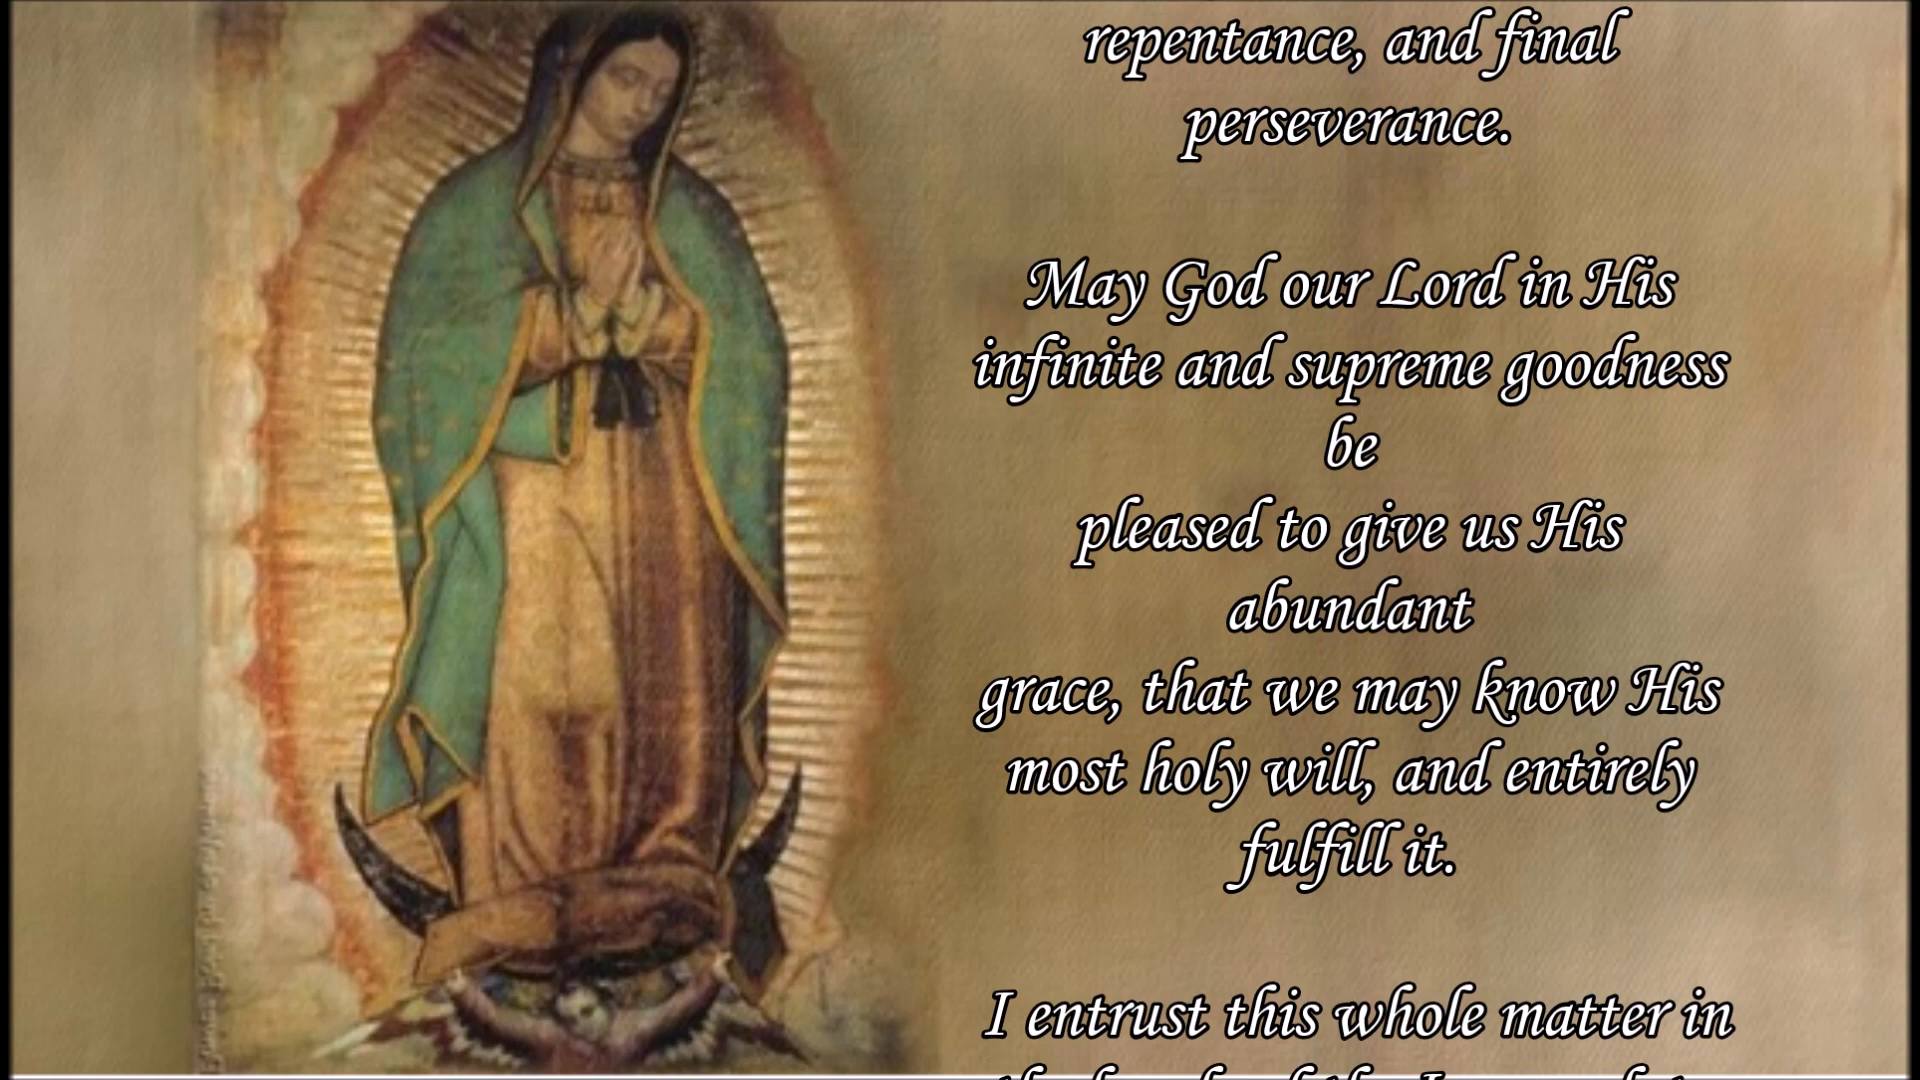 repentance, and final
perseverance.
May God our Lord in His
infinite and supreme goodness
be
pleased to give us His
abundant
grace, that we may know His
most holy will, and entirely
fulfill it.
I entrust this whole matter in